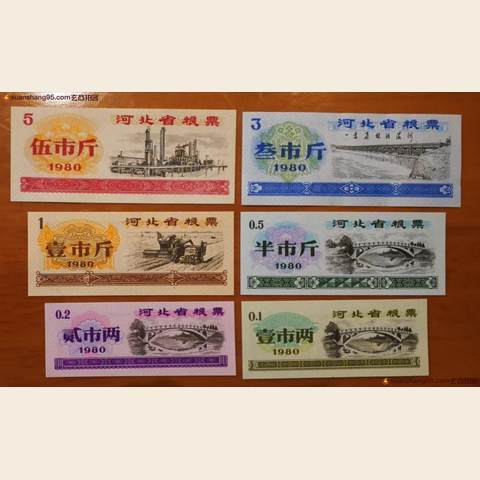 xuanshang95.com玄商拍客
5
河北省粮票
伍市斤
1980
3
河北省粮票
叁市斤
1980
1
河北省粮票
壹市斤
1980
0.5
河北省粮票
半市斤
1980
0.2
河北省粮票
贰市两
1980
0.1
河北省粮票
壹市两
1980